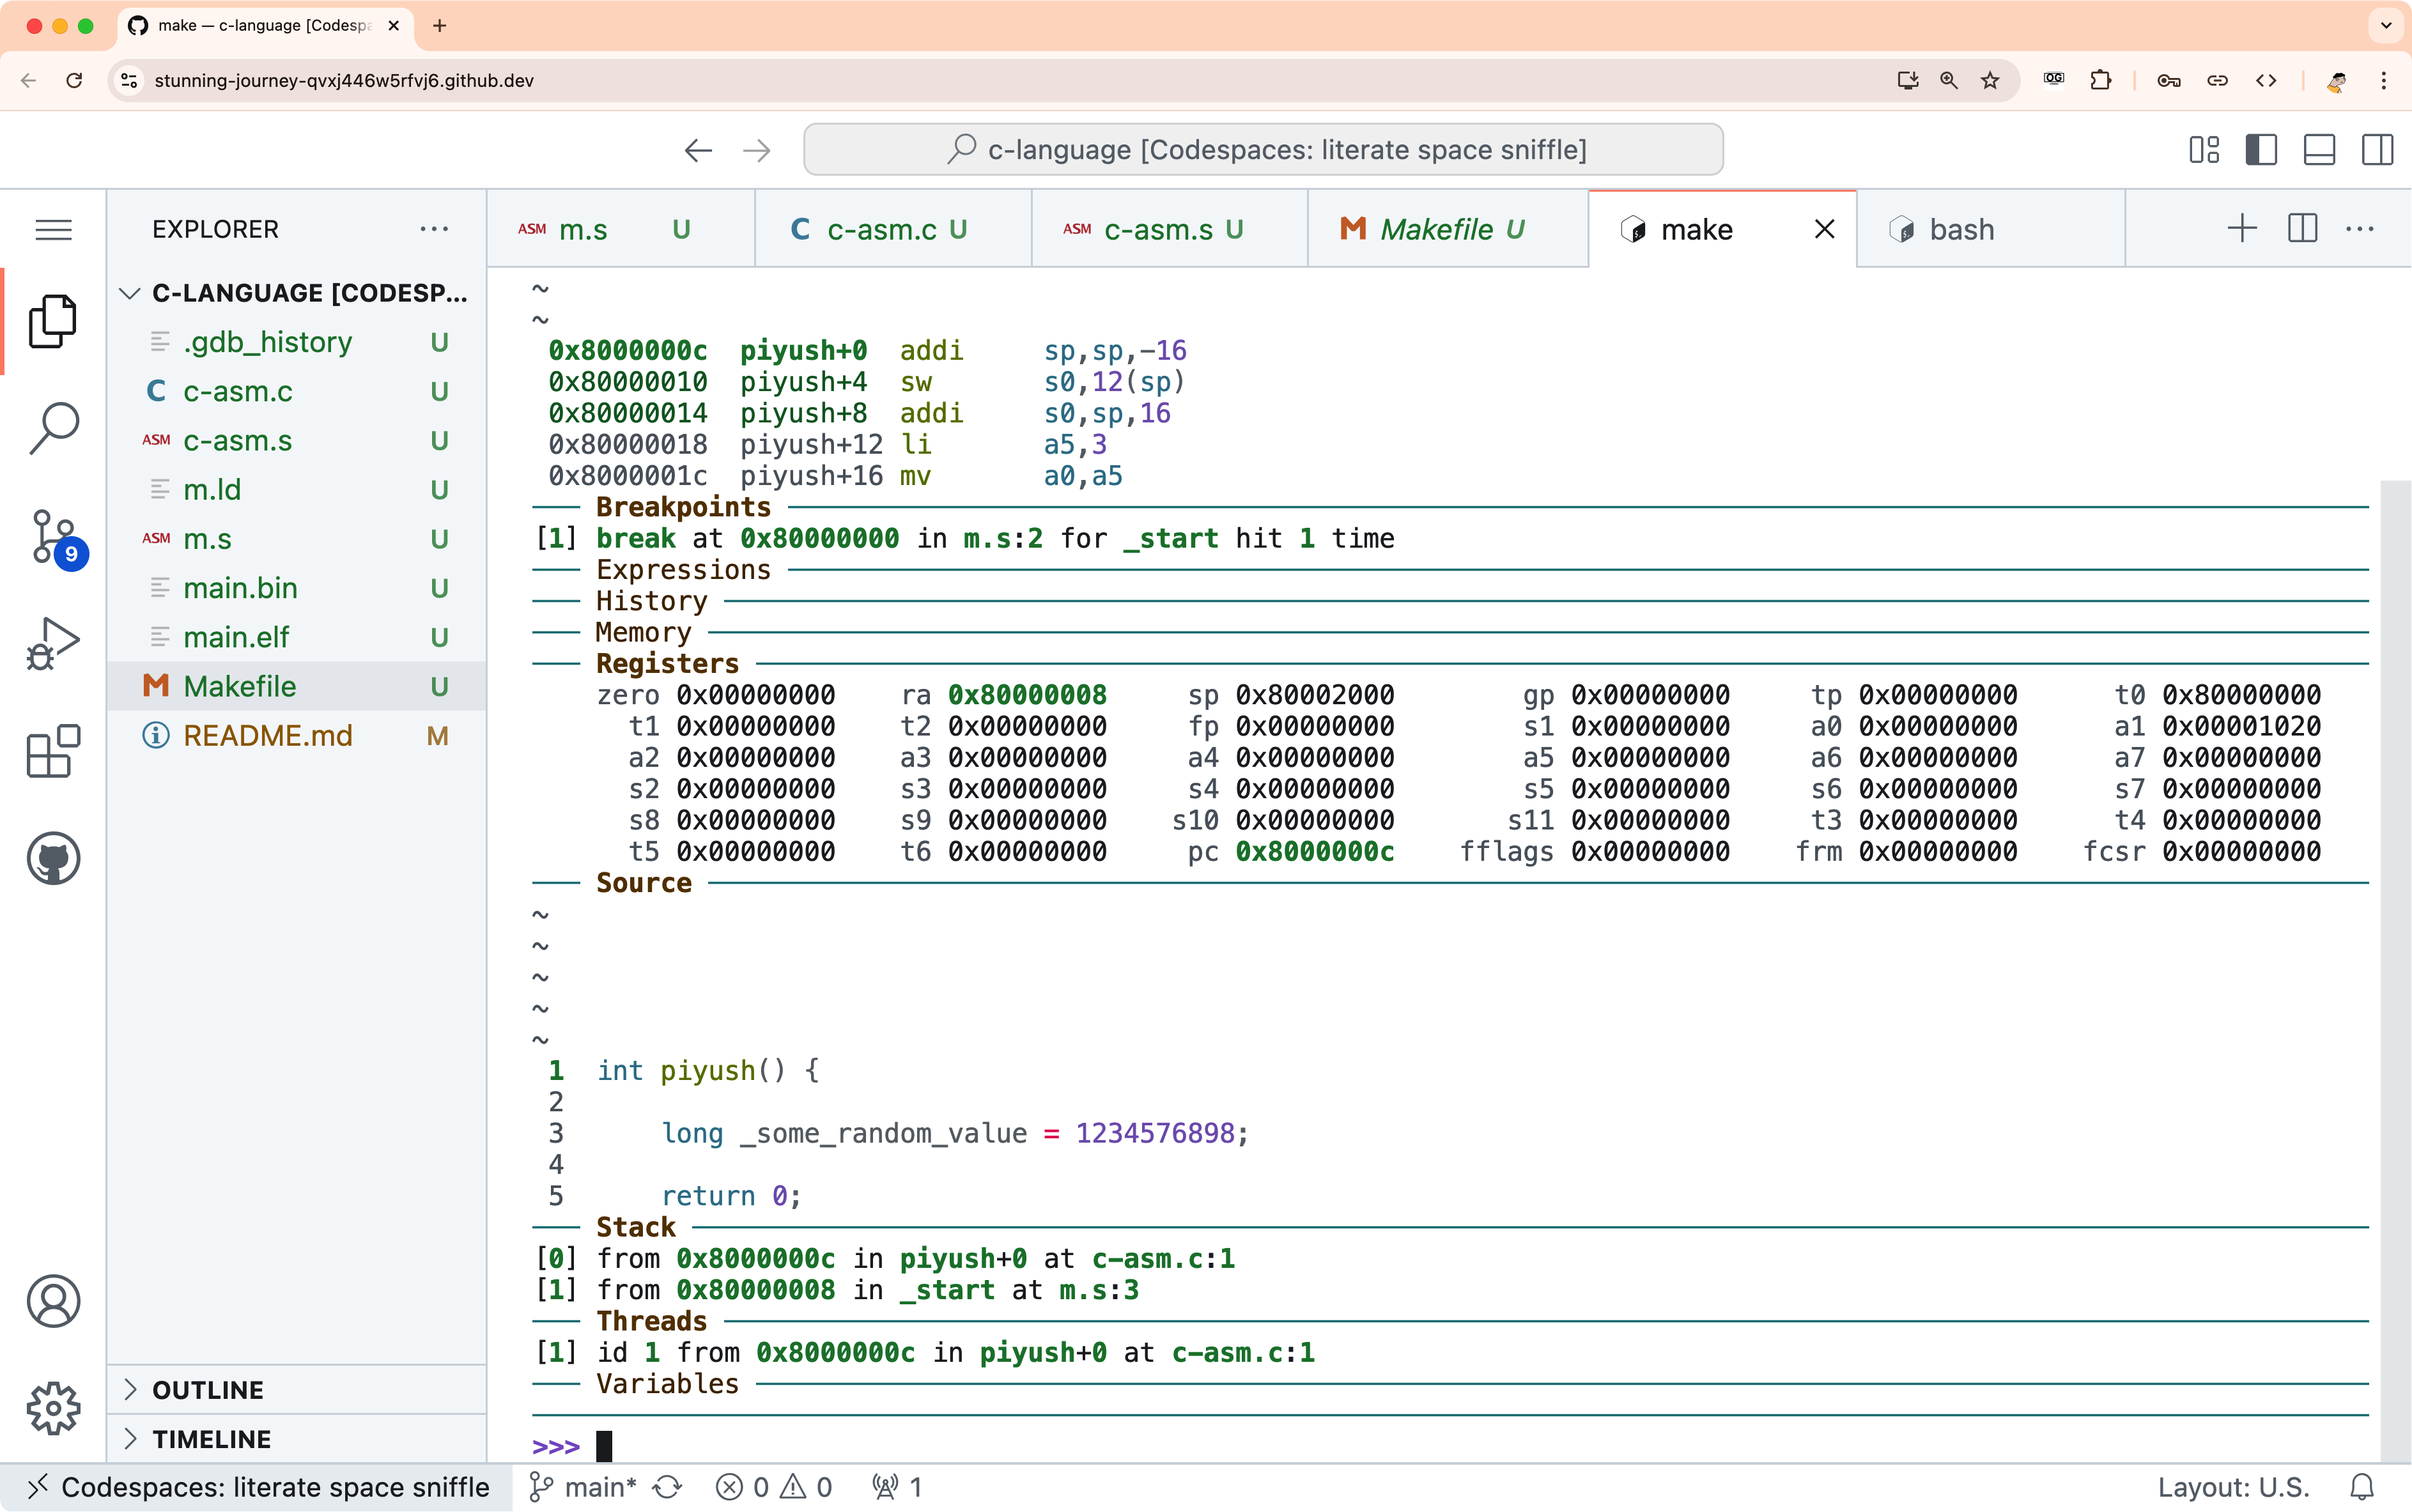 make — c-language [Codespa
stunning-journey-qvxj446w5rfvj6.github.dev
c-language [Codespaces: literate space sniffle]
EXPLORER
ASM m.s U
C c-asm.c U
ASM c-asm.s U
M Makefile U
make
bash
C-LANGUAGE [CODESP...
.gdb_history U
C c-asm.c U
ASM c-asm.s U
m.ld U
ASM m.s U
main.bin U
main.elf U
M Makefile U
README.md M
9
OUTLINE
TIMELINE
~
~
0x8000000c piyush+0 addi sp,sp,-16
0x80000010 piyush+4 sw s0,12(sp)
0x80000014 piyush+8 addi s0,sp,16
0x80000018 piyush+12 li a5,3
0x8000001c piyush+16 mv a0,a5
Breakpoints
[1] break at 0x80000000 in m.s:2 for _start hit 1 time
Expressions
History
Memory
Registers
zero 0x00000000 ra 0x80000008 sp 0x80002000 gp 0x00000000 tp 0x00000000 t0 0x80000000
t1 0x00000000 t2 0x00000000 fp 0x00000000 s1 0x00000000 a0 0x00000000 a1 0x00001020
a2 0x00000000 a3 0x00000000 a4 0x00000000 a5 0x00000000 a6 0x00000000 a7 0x00000000
s2 0x00000000 s3 0x00000000 s4 0x00000000 s5 0x00000000 s6 0x00000000 s7 0x00000000
s8 0x00000000 s9 0x00000000 s10 0x00000000 s11 0x00000000 t3 0x00000000 t4 0x00000000
t5 0x00000000 t6 0x00000000 pc 0x8000000c fflags 0x00000000 frm 0x00000000 fcsr 0x00000000
Source
~
~
~
~
~
1 int piyush() {
2
3 long _some_random_value = 1234576898;
4
5 return 0;
Stack
[0] from 0x8000000c in piyush+0 at c-asm.c:1
[1] from 0x80000008 in _start at m.s:3
Threads
[1] id 1 from 0x8000000c in piyush+0 at c-asm.c:1
Variables
>>>
Codespaces: literate space sniffle main* 0 0 1 Layout: U.S.